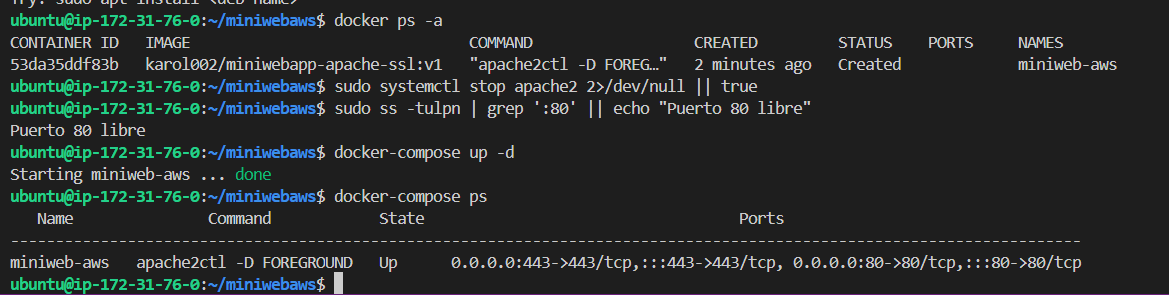 Try: sudo apt install <deb name>
ubuntu@ip-172-31-76-0:~/miniwebaws$ docker ps -a
CONTAINER ID   IMAGE                                COMMAND                  CREATED         STATUS    PORTS     NAMES
53da35ddf83b   karol002/miniwebapp-apache-ssl:v1   "apache2ctl -D FOREG…"   2 minutes ago   Created             miniweb-aws
ubuntu@ip-172-31-76-0:~/miniwebaws$ sudo systemctl stop apache2 2>/dev/null || true
ubuntu@ip-172-31-76-0:~/miniwebaws$ sudo ss -tulpn | grep ':80' || echo "Puerto 80 libre"
Puerto 80 libre
ubuntu@ip-172-31-76-0:~/miniwebaws$ docker-compose up -d
Starting miniweb-aws ... done
ubuntu@ip-172-31-76-0:~/miniwebaws$ docker-compose ps
   Name                Command            State                                    Ports
-----------------------------------------------------------------------------------------------------------------------
miniweb-aws   apache2ctl -D FOREGROUND   Up      0.0.0.0:443->443/tcp,:::443->443/tcp, 0.0.0.0:80->80/tcp,:::80->80/tcp
ubuntu@ip-172-31-76-0:~/miniwebaws$